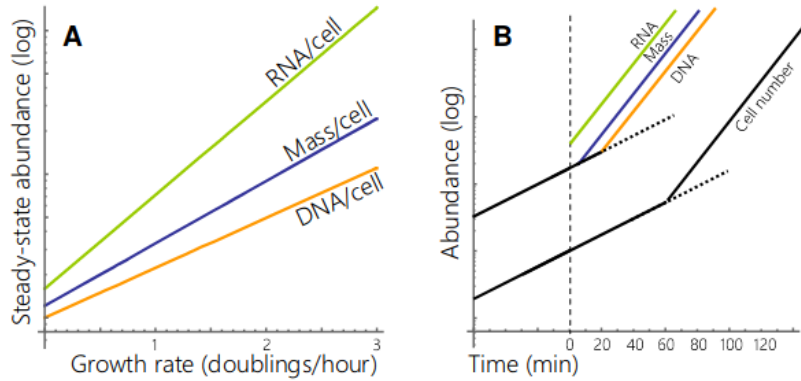 A
Steady-state abundance (log)
RNA/cell
Mass/cell
DNA/cell
1
2
3
Growth rate (doublings/hour)
B
Abundance (log)
RNA
Mass
DNA
Cell number
0 20 40 60 80 100 120
Time (min)